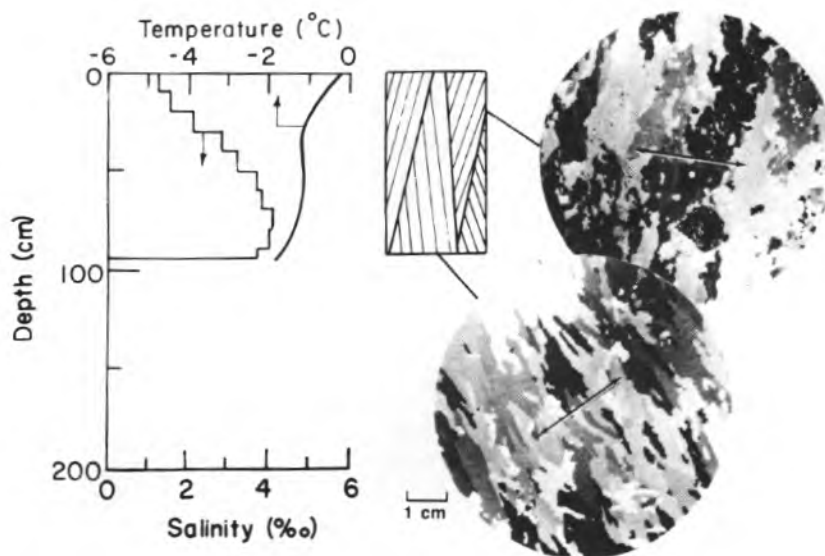 Temperature (°C)
-6 -4 -2 0
0
100
200
Depth (cm)
0 2 4 6
Salinity (‰)
1 cm